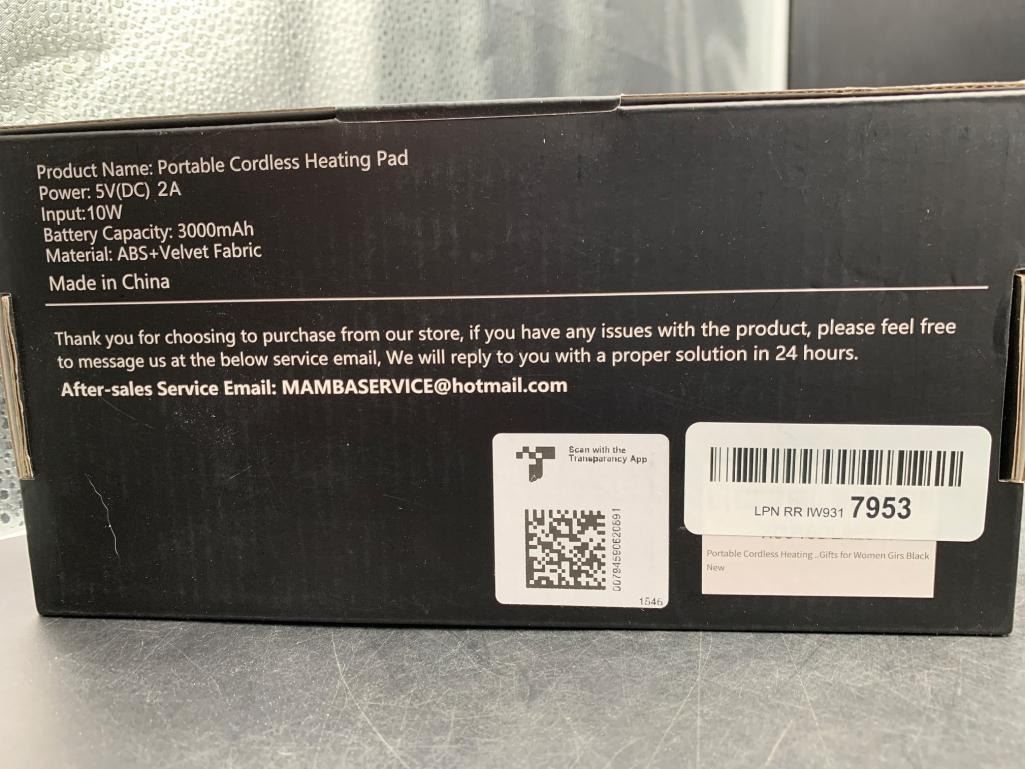 Product Name: Portable Cordless Heating Pad
Power: 5V(DC) 2A
Input:10W
Battery Capacity: 3000mAh
Material: ABS+Velvet Fabric
Made in China
Thank you for choosing to purchase from our store, if you have any issues with the product, please feel free
to message us at the below service email, We will reply to you with a proper solution in 24 hours.
After-sales Service Email: MAMBASERVICE@hotmail.com
Scan with the
Transparency App
1546
LPN RR IW931 7953
Portable Cordless Heating ..Gifts for Women Girs Black
New